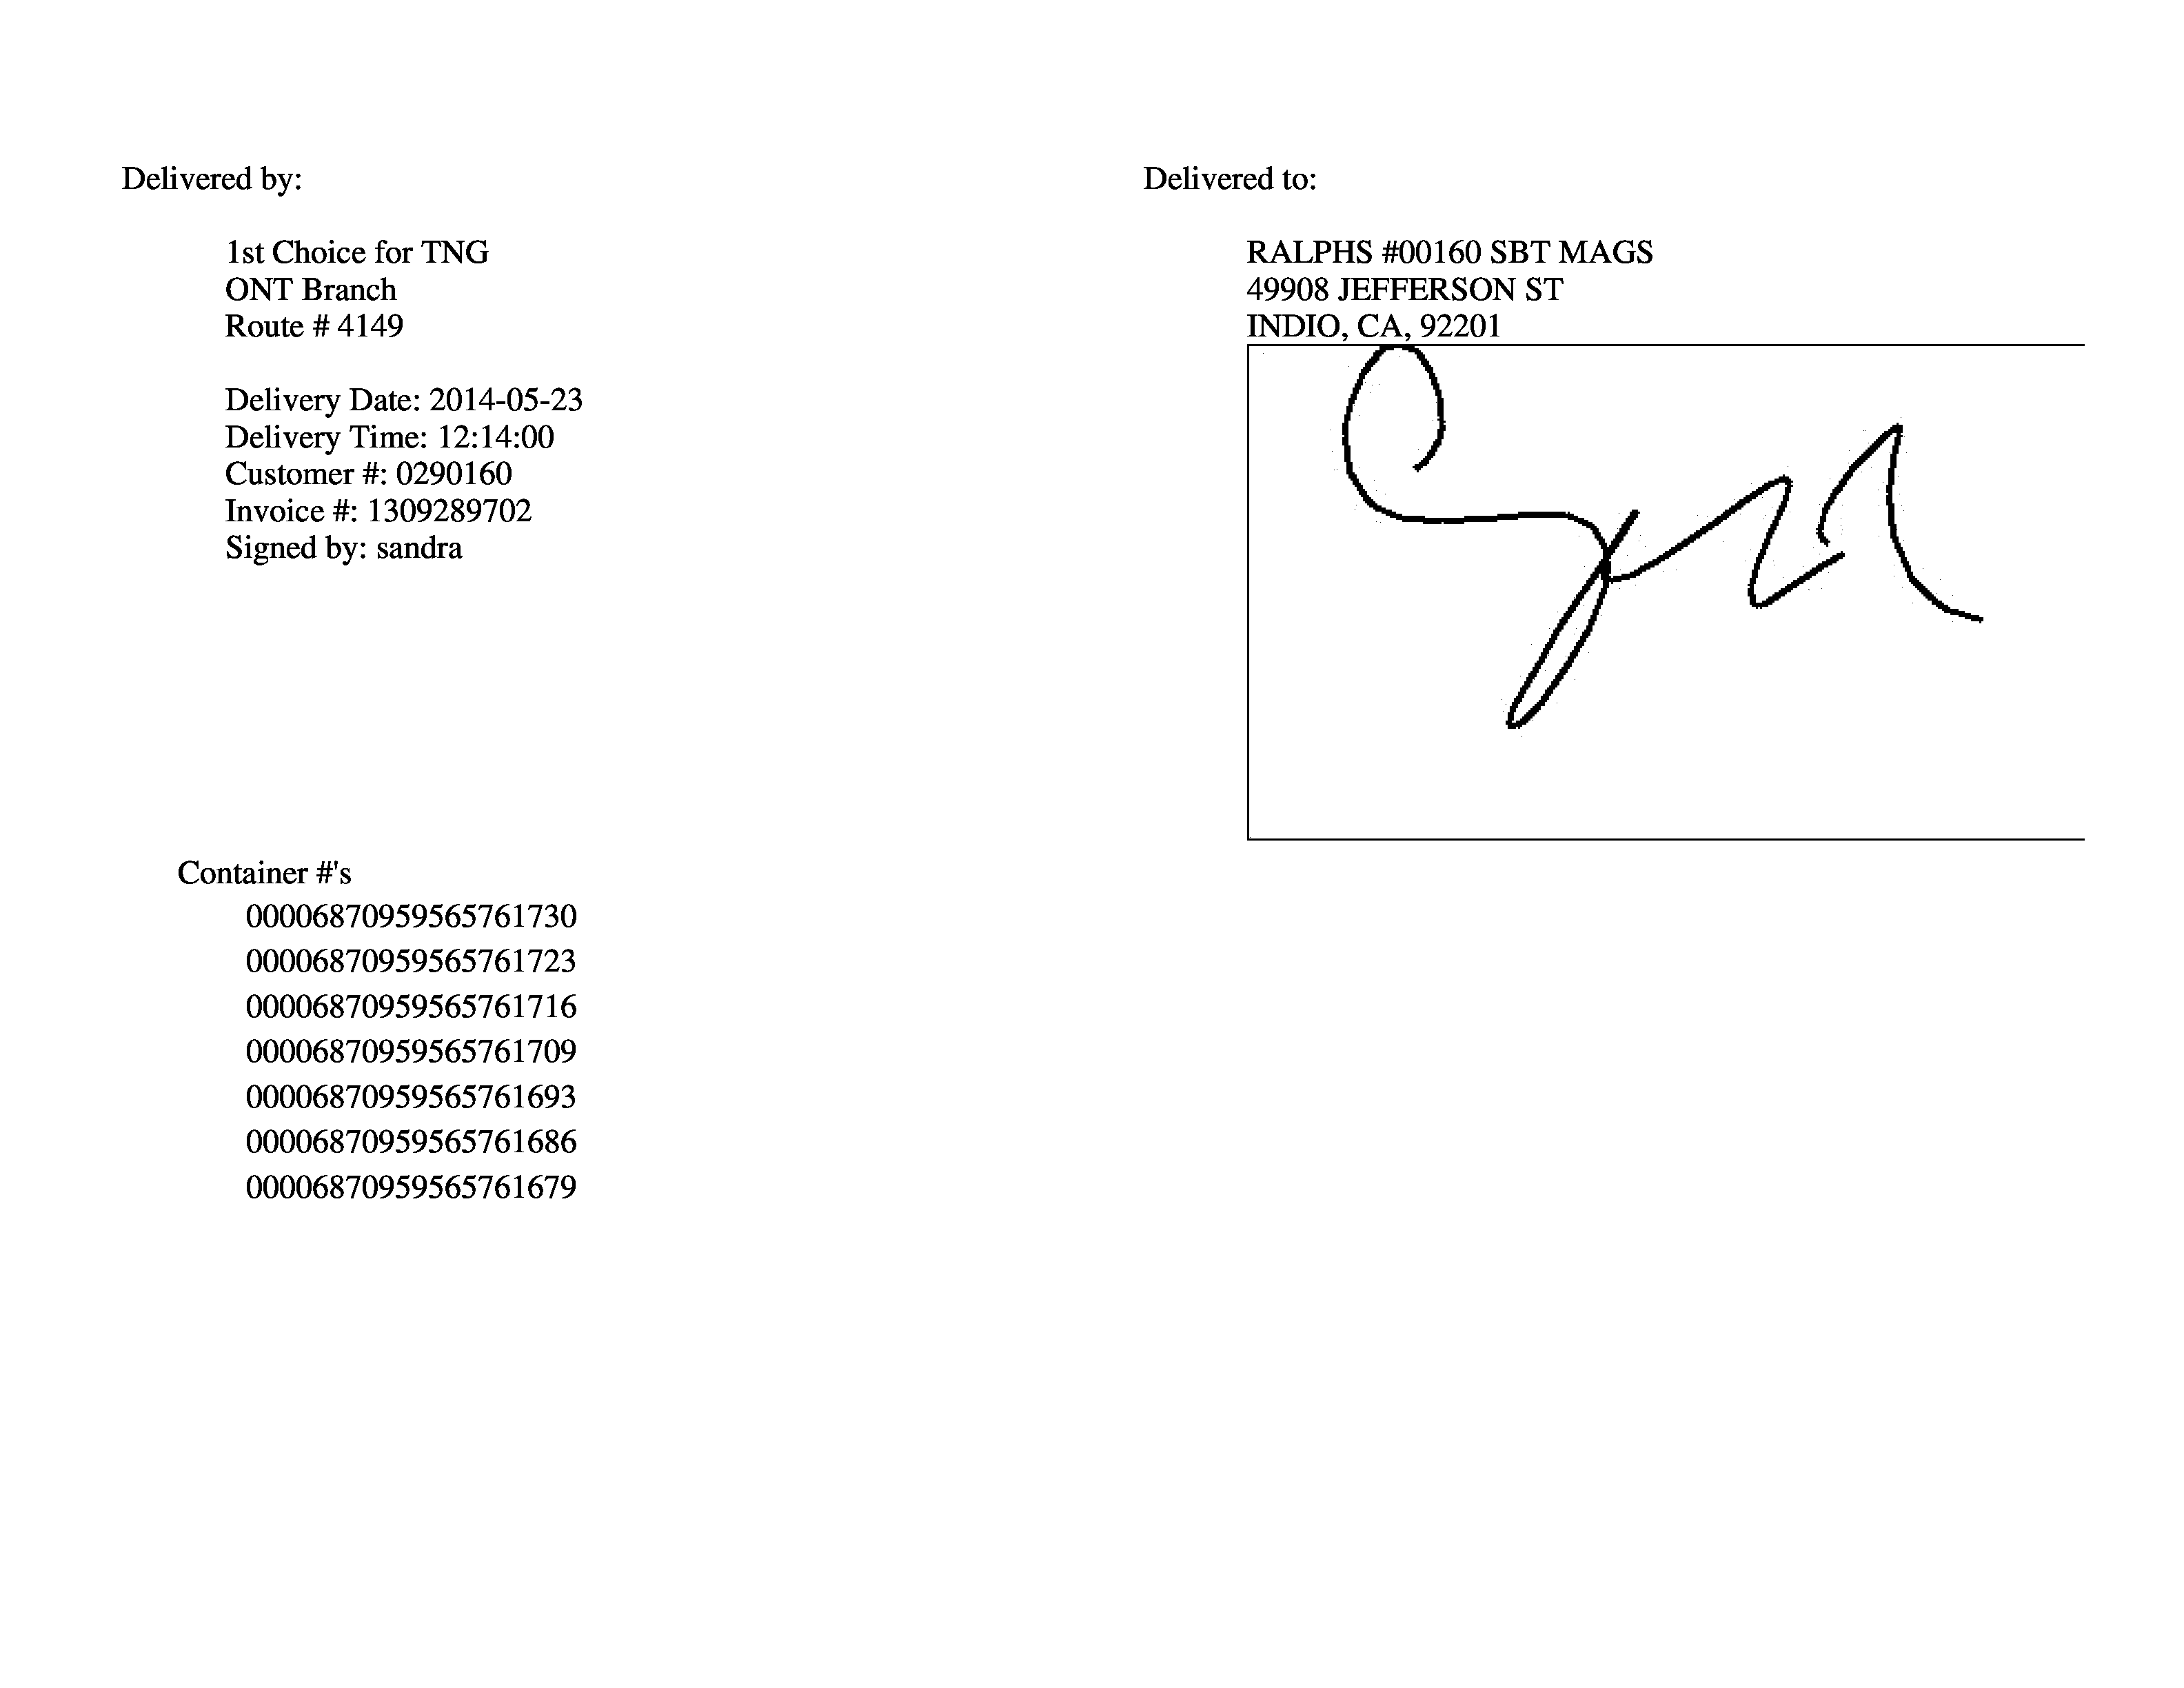 Delivered by:
1st Choice for TNG
ONT Branch
Route # 4149
Delivery Date: 2014-05-23
Delivery Time: 12:14:00
Customer #: 0290160
Invoice #: 1309289702
Signed by: sandra
Delivered to:
RALPHS #00160 SBT MAGS
49908 JEFFERSON ST
INDIO, CA, 92201
Container #'s
00006870959565761730
00006870959565761723
00006870959565761716
00006870959565761709
00006870959565761693
00006870959565761686
00006870959565761679